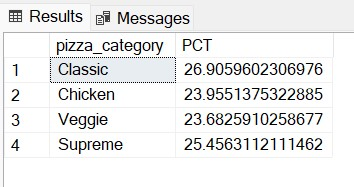 Results Messages
pizza_category PCT
1 Classic 26.9059602306976
2 Chicken 23.9551375322885
3 Veggie 23.6825910258677
4 Supreme 25.4563112111462